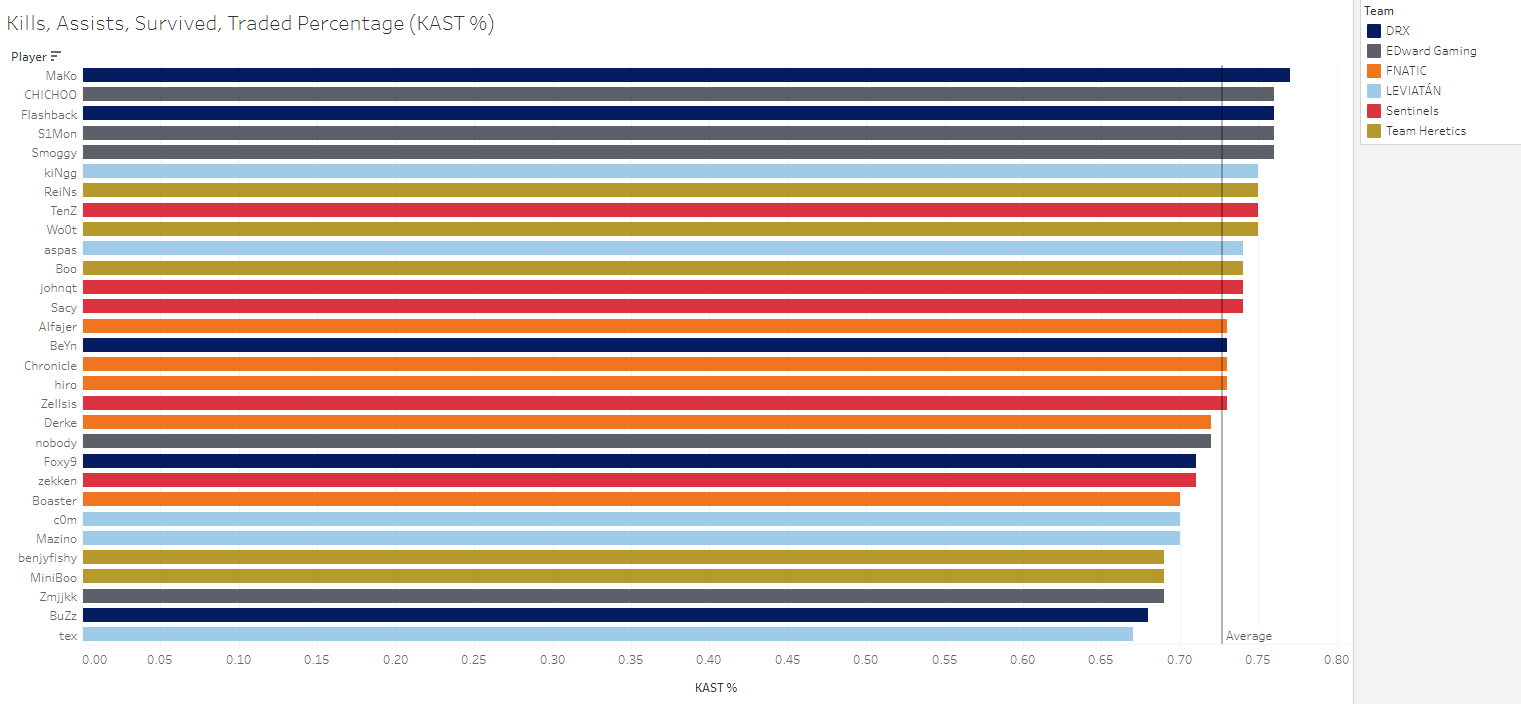 Kills, Assists, Survived, Traded Percentage (KAST %)
Player
MaKo
CHICHOO
Flashback
S1Mon
Smoggy
kiNgg
ReiNs
TenZ
Wo0t
aspas
Boo
johnqt
Sacy
Alfajer
BeYn
Chronicle
hiro
Zellsis
Derke
nobody
Foxy9
zekken
Boaster
c0m
Mazino
benjyfishy
MiniBoo
Zmjjkk
BuZz
tex
Average
0.00 0.05 0.10 0.15 0.20 0.25 0.30 0.35 0.40 0.45 0.50 0.55 0.60 0.65 0.70 0.75 0.80
KAST %
Team
DRX
EDward Gaming
FNATIC
LEVIATÁN
Sentinels
Team Heretics